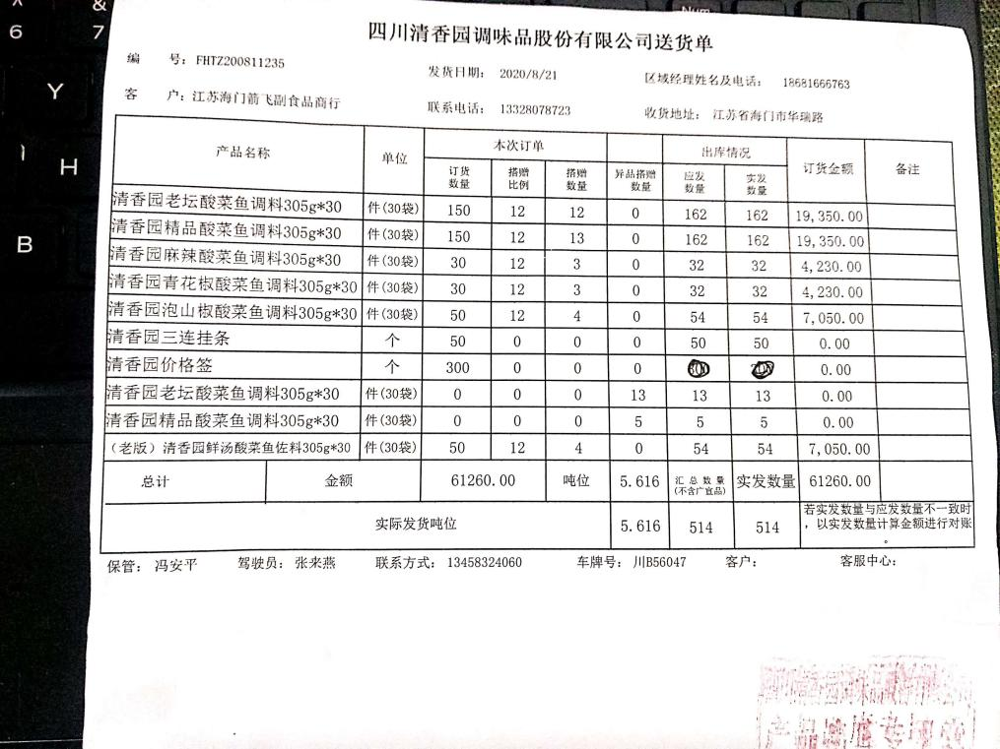 四川清香园调味品股份有限公司送货单
编 号: FHTZ200811235 发货日期: 2020/8/21 区域经理姓名及电话: 18681666763
客 户: 江苏海门箭飞副食品商行 联系电话: 13328078723 收货地址: 江苏省海门市华瑞路
产品名称 单位 本次订单 出库情况 订货金额 备注
订货数量 搭赠比例 搭赠数量 异品搭赠数量 应发数量 实发数量
清香园老坛酸菜鱼调料305g*30 件(30袋) 150 12 12 0 162 162 19,350.00
清香园精品酸菜鱼调料305g*30 件(30袋) 150 12 13 0 162 162 19,350.00
清香园麻辣酸菜鱼调料305g*30 件(30袋) 30 12 3 0 32 32 4,230.00
清香园青花椒酸菜鱼调料305g*30 件(30袋) 30 12 3 0 32 32 4,230.00
清香园泡山椒酸菜鱼调料305g*30 件(30袋) 50 12 4 0 54 54 7,050.00
清香园三连挂条 个 50 0 0 0 50 50 0.00
清香园价格签 个 300 0 0 0 0.00
清香园老坛酸菜鱼调料305g*30 件(30袋) 0 0 0 13 13 13 0.00
清香园精品酸菜鱼调料305g*30 件(30袋) 0 0 0 5 5 5 0.00
(老版)清香园鲜汤酸菜鱼佐料305g*30 件(30袋) 50 12 4 0 54 54 7,050.00
总计 金额 61260.00 吨位 5.616 汇总数量(不含广宣品) 实发数量 61260.00
实际发货吨位 5.616 514 514 若实发数量与应发数量不一致时,以实发数量计算金额进行对账。
保管: 冯安平 驾驶员: 张来燕 联系方式: 13458324060 车牌号: 川B56047 客户: 客服中心:
& 6 7
Y
H
B